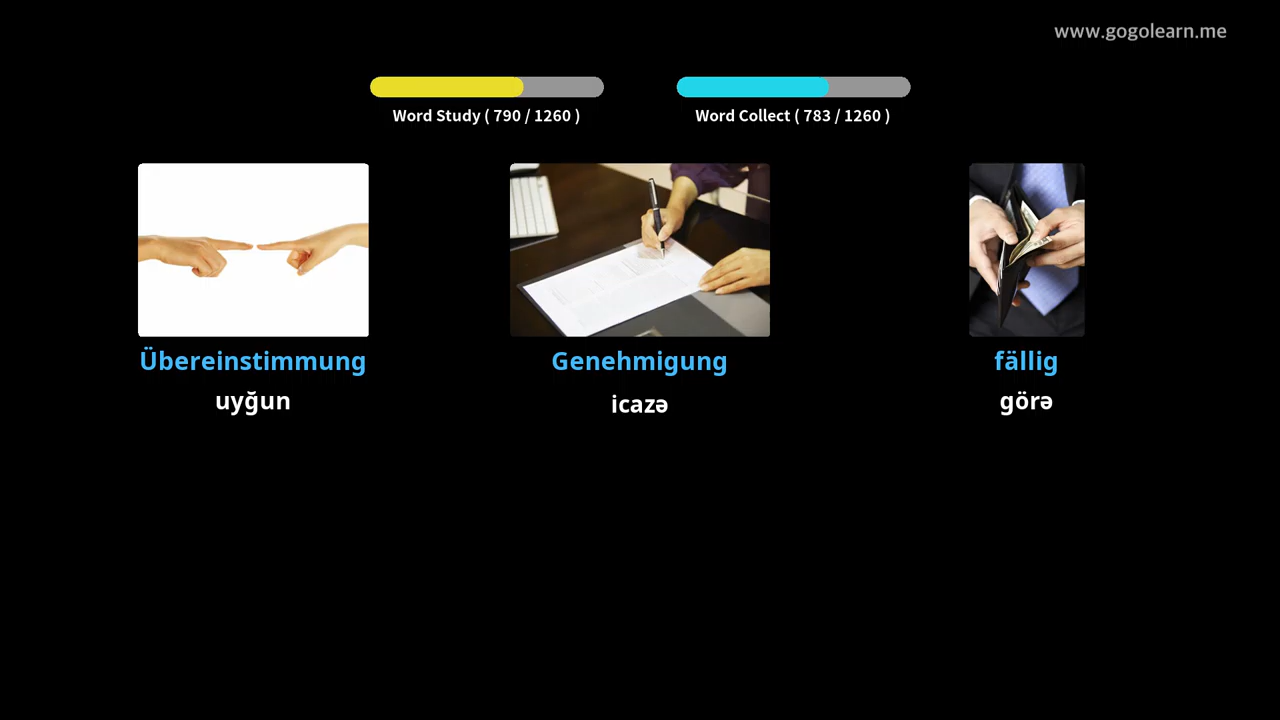 www.gogolearn.me
Word Study ( 790 / 1260 )
Word Collect ( 783 / 1260 )
Übereinstimmung
Genehmigung
fällig
uyğun
icazə
görə